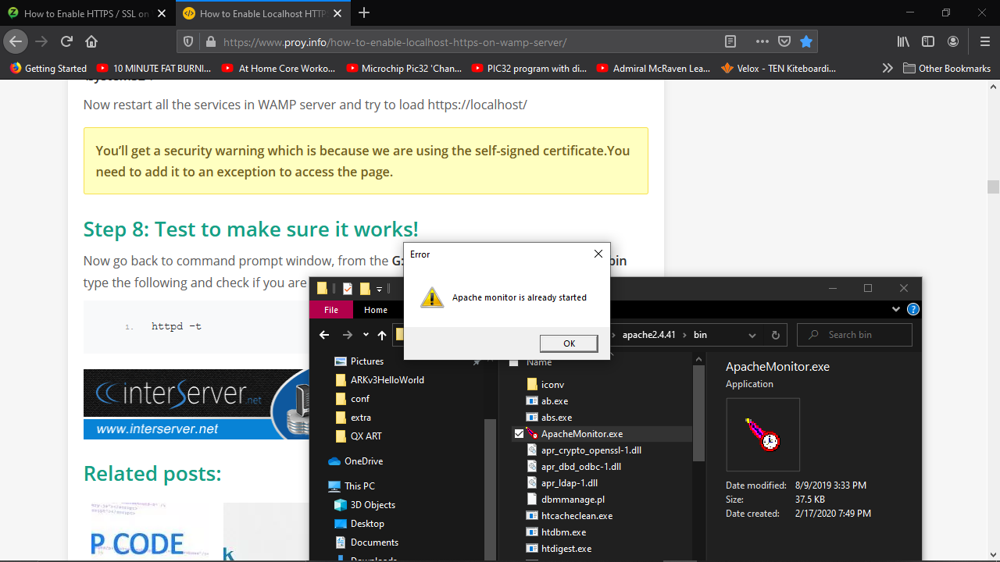 How to Enable HTTPS / SSL on
How to Enable Localhost HTTP
https://www.proy.info/how-to-enable-localhost-https-on-wamp-server/
Getting Started
10 MINUTE FAT BURNI...
At Home Core Worko...
Microchip Pic32 'Chan...
PIC32 program with di...
Admiral McRaven Lea...
Velox - TEN Kiteboardi...
Other Bookmarks
Now restart all the services in WAMP server and try to load https://localhost/
You'll get a security warning which is because we are using the self-signed certificate.You
need to add it to an exception to access the page.
Step 8: Test to make sure it works!
Now go back to command prompt window, from the G: bin
type the following and check if you are
1. httpd -t
interServer.net
www.interserver.net
Related posts:
P CODE
k
Error
Apache monitor is already started
OK
File
Home
apache2.4.41
bin
Search bin
Pictures
ARKv3HelloWorld
conf
extra
QX ART
OneDrive
This PC
3D Objects
Desktop
Documents
Downloads
Name
iconv
ab.exe
abs.exe
ApacheMonitor.exe
apr_crypto_openssl-1.dll
apr_dbd_odbc-1.dll
apr_ldap-1.dll
dbmmanage.pl
htcacheclean.exe
htdbm.exe
htdigest.exe
ApacheMonitor.exe
Application
Date modified: 8/9/2019 3:33 PM
Size: 37.5 KB
Date created: 2/17/2020 7:49 PM